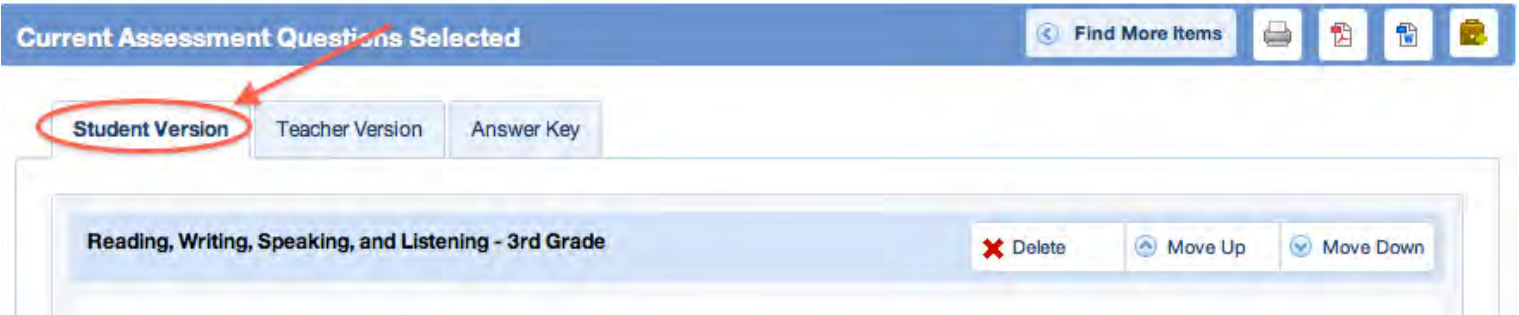 Current Assessment Questions Selected
Find More Items
Student Version
Teacher Version
Answer Key
Reading, Writing, Speaking, and Listening - 3rd Grade
Delete
Move Up
Move Down